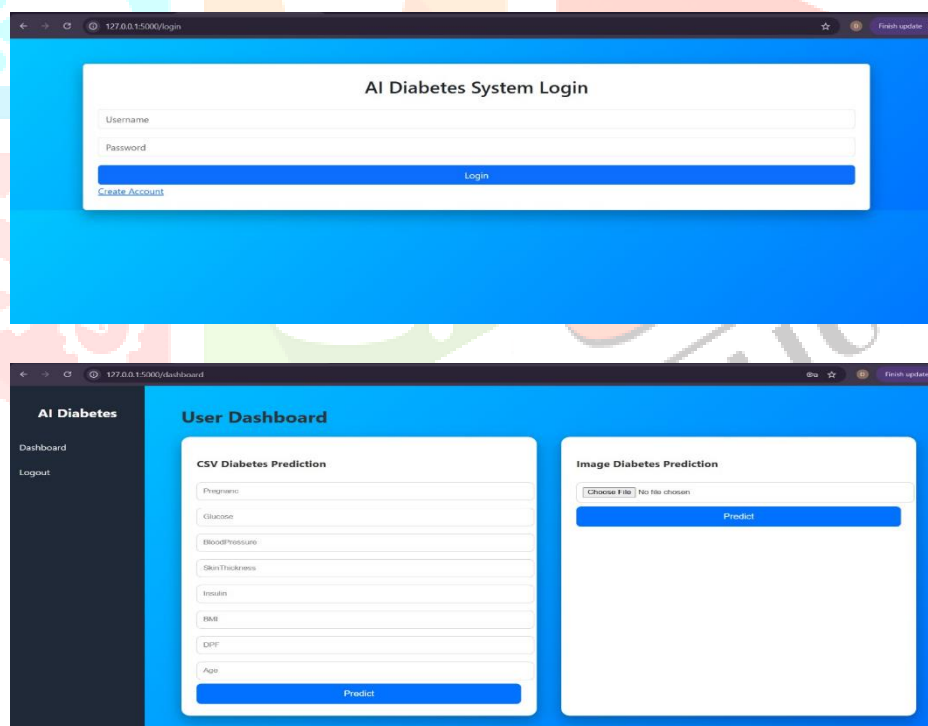 127.0.0.1:5000/login
Finish update
AI Diabetes System Login
Username
Password
Login
Create Account
127.0.0.1:5000/dashboard
Finish update
AI Diabetes
Dashboard
Logout
User Dashboard
CSV Diabetes Prediction
Pregnanc
Glucose
BloodPressure
SkinThickness
Insulin
BMI
DPF
Age
Predict
Image Diabetes Prediction
Choose File No file chosen
Predict